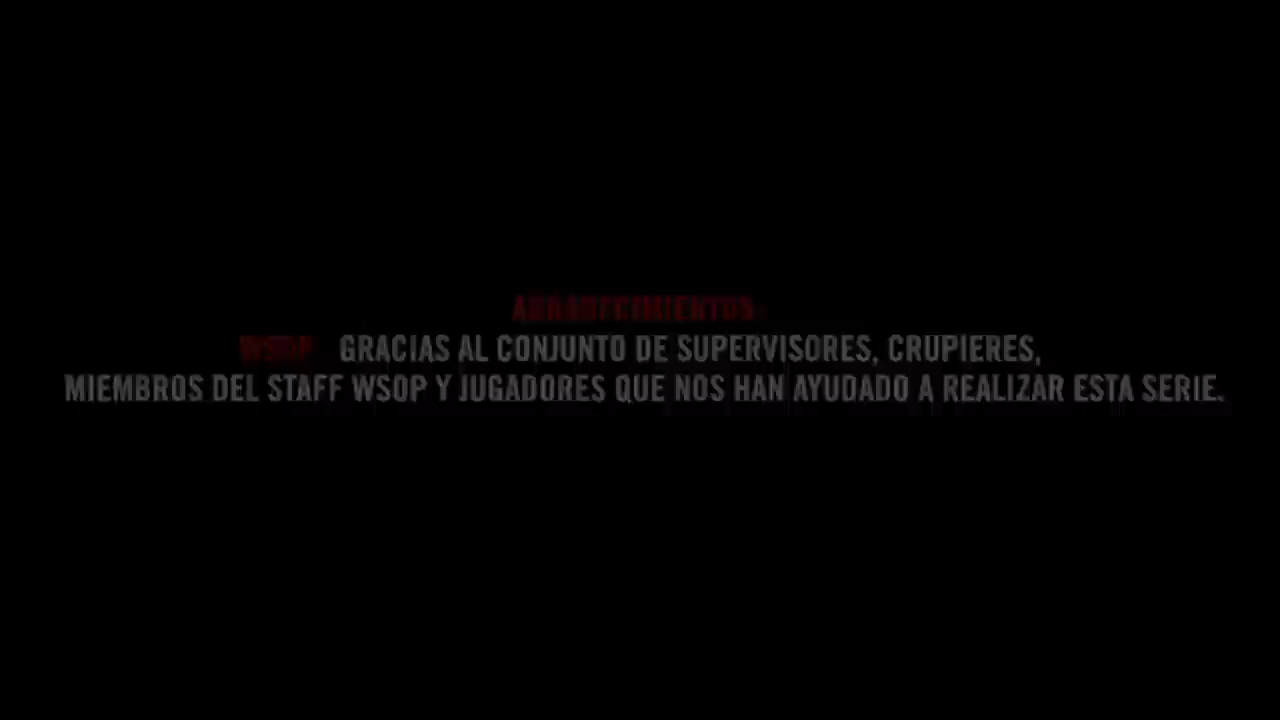 AGRADECIMIENTOS:
WSOP GRACIAS AL CONJUNTO DE SUPERVISORES, CRUPIERES,
MIEMBROS DEL STAFF WSOP Y JUGADORES QUE NOS HAN AYUDADO A REALIZAR ESTA SERIE.